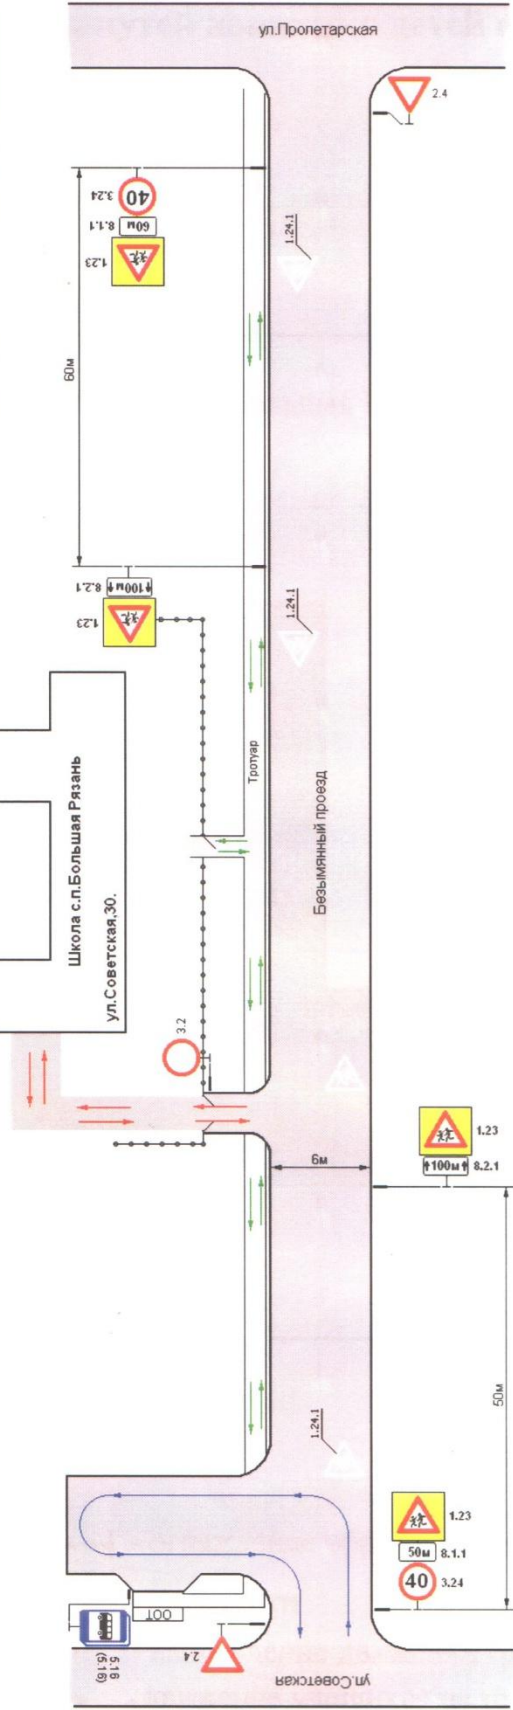 ул.Пролетарская
2.4
3.24
40
8.1.1
60м
1.23
1.24.1
60м
8.2.1
100м
1.23
1.24.1
Школа с.п.Большая Рязань
ул.Советская,30.
Тротуар
Безымянный проезд
3.2
6м
1.23
100м
8.2.1
50м
1.24.1
1.23
50м
8.1.1
40
3.24
5.16
(5.16)
ООТ
2.4
ул.Советская